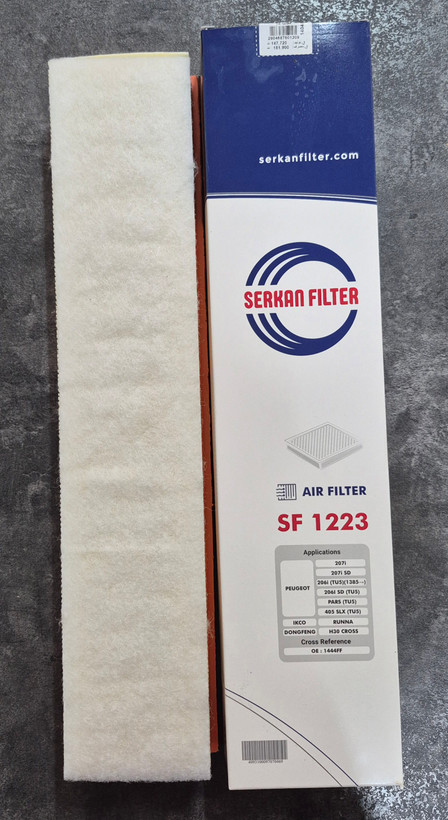 serkanfilter.com
SERKAN FILTER
AIR FILTER
SF 1223
Applications
PEUGEOT
207i
207i SD
206i (TU5)(1385-->)
206i SD (TU5)
PARS (TU5)
405 SLX (TU5)
IKCO RUNNA
DONGFENG H30 CROSS
Cross Reference
OE : 1444FF